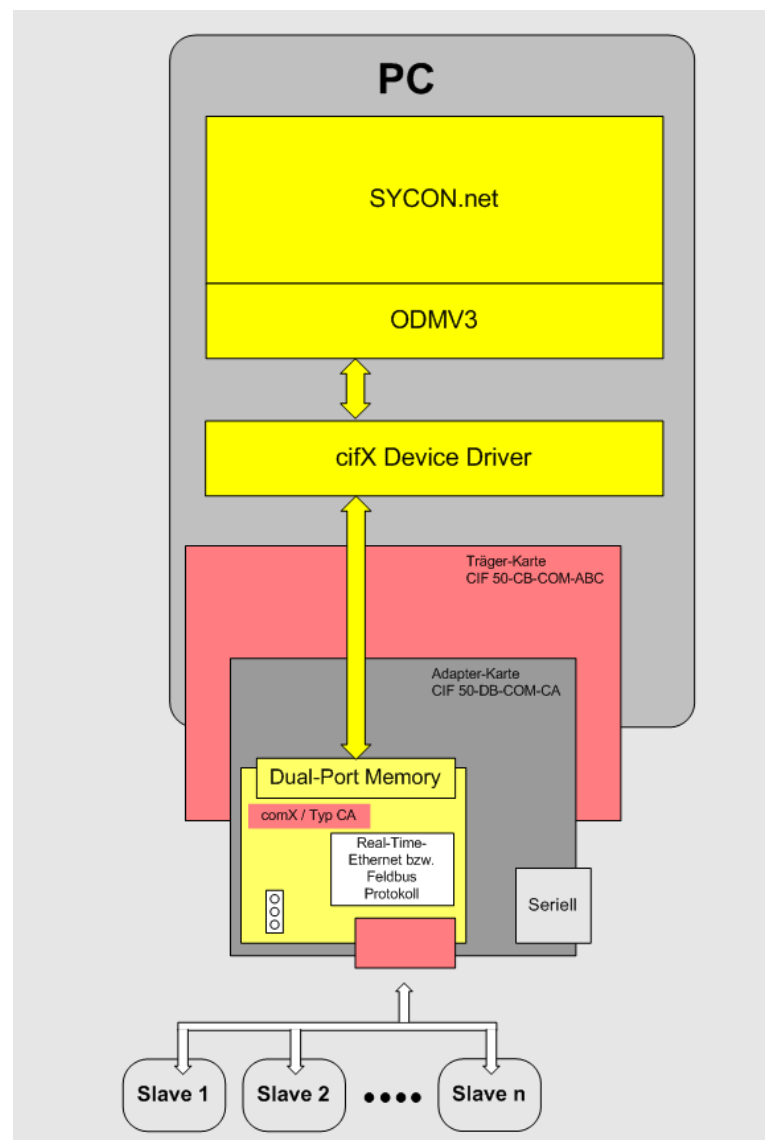 PC
SYCON.net
ODMV3
cifX Device Driver
Träger-Karte
CIF 50-CB-COM-ABC
Adapter-Karte
CIF 50-DB-COM-CA
Dual-Port Memory
comX / Typ CA
Real-Time-
Ethernet bzw.
Feldbus
Protokoll
Seriell
Slave 1
Slave 2
Slave n